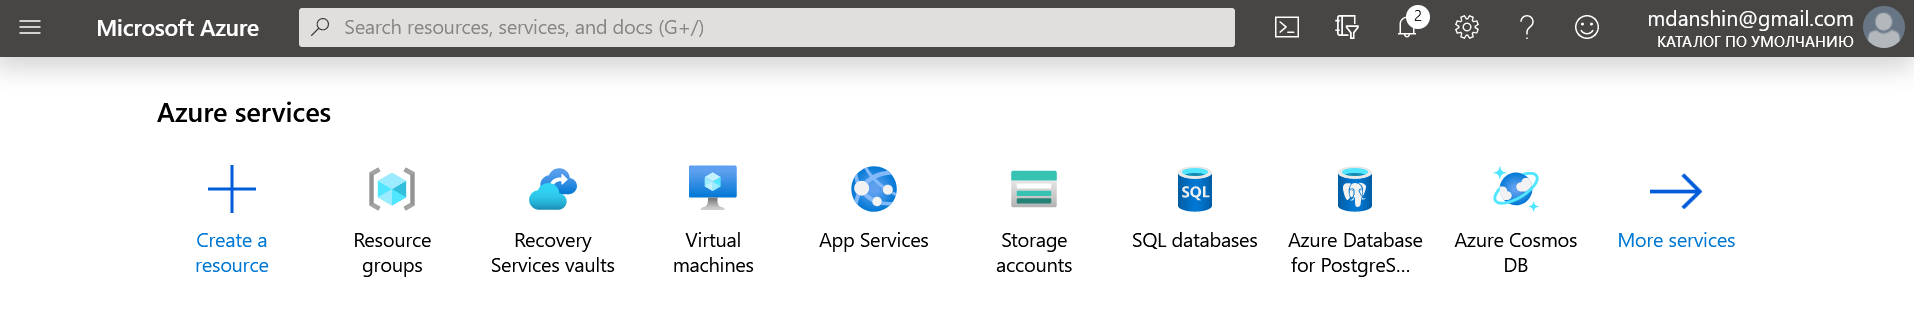 Microsoft Azure
Search resources, services, and docs (G+/)
2
mdanshin@gmail.com
КАТАЛОГ ПО УМОЛЧАНИЮ
Azure services
Create a
resource
Resource
groups
Recovery
Services vaults
Virtual
machines
App Services
Storage
accounts
SQL
SQL databases
Azure Database
for PostgreS...
Azure Cosmos
DB
More services